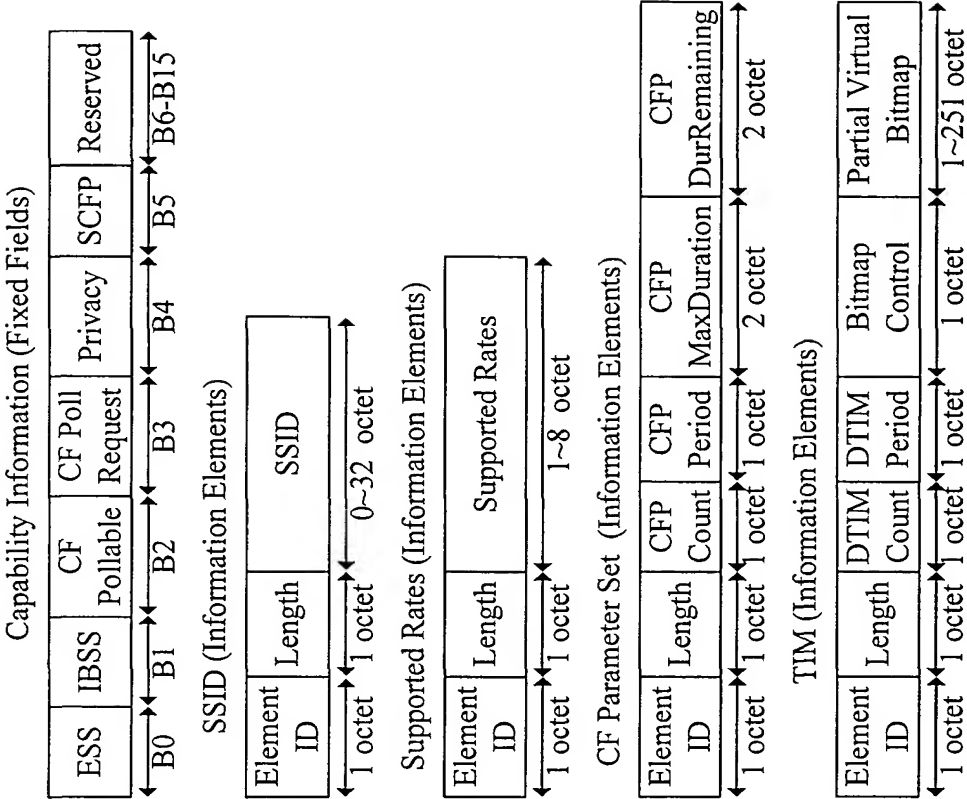 Capability Information (Fixed Fields)
ESS IBSS CF Pollable CF Poll Request Privacy SCFP Reserved
B0 B1 B2 B3 B4 B5 B6-B15
SSID (Information Elements)
Element ID Length SSID
1 octet 1 octet 0~32 octet
Supported Rates (Information Elements)
Element ID Length Supported Rates
1 octet 1 octet 1~8 octet
CF Parameter Set (Information Elements)
Element ID Length CFP Count CFP Period CFP MaxDuration CFP DurRemaining
1 octet 1 octet 1 octet 1 octet 2 octet 2 octet
TIM (Information Elements)
Element ID Length DTIM Count DTIM Period Bitmap Control Partial Virtual Bitmap
1 octet 1 octet 1 octet 1 octet 1 octet 1~251 octet